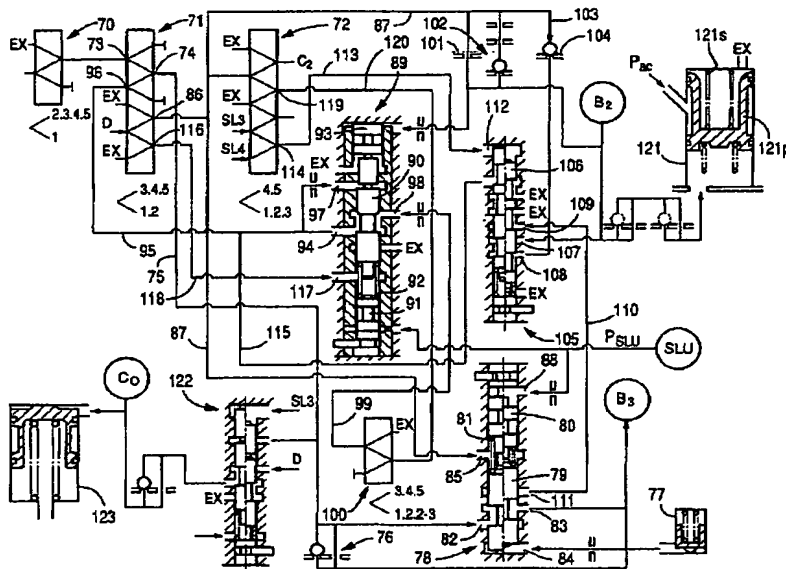 70
71
72
87
102
103
121s
EX
EX
73
74
113
120
101
104
96
EX
C2
89
Pac
B2
EX
86
EX
119
93
u n
112
121
121p
D
116
SL3
EX
90
106
2.3.4.5
1
EX
SL4
114
97
98
EX
EX
109
3.4.5
1.2
4.5
1.2.3
u n
94
u n
107
95
EX
108
75
117
92
EX
110
118
91
105
PSLU
SLU
87
115
88
C0
122
SL3
99
EX
81
80
u n
B3
D
85
79
123
EX
100
3.4.5
1.2.2-3
111
77
83
82
76
78
84
u n